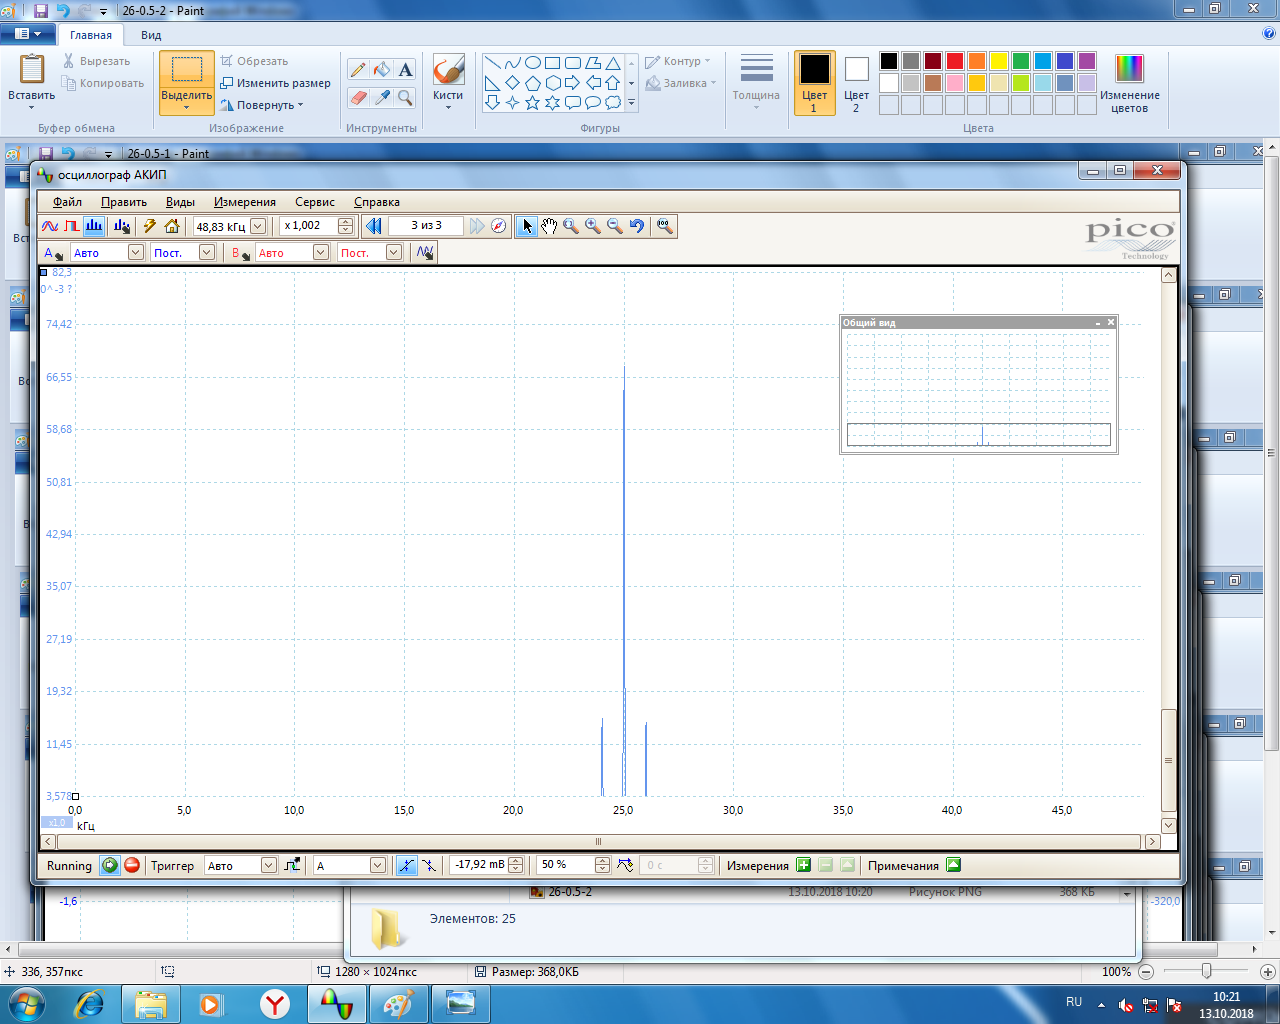 26-0.5-2 - Paint
Главная Вид
Вставить
Вырезать
Копировать
Буфер обмена
Выделить
Обрезать
Изменить размер
Повернуть
Изображение
A
Инструменты
Кисти
Контур
Заливка
Фигуры
Толщина
Цвет 1
Цвет 2
Изменение цветов
Цвета
26-0.5-1 - Paint
осциллограф АКИП
Файл Править Виды Измерения Сервис Справка
48,83 кГц x 1,002 3 из 3
pico
Technology
A Авто Пост. B Авто Пост.
82,3
0^-3 ?
74,42
66,55
58,68
50,81
42,94
35,07
27,19
19,32
11,45
3,578
0,0 5,0 10,0 15,0 20,0 25,0 30,0 35,0 40,0 45,0
x1,0 кГц
Общий вид
Running Триггер Авто A -17,92 mB 50 % 0 с Измерения Примечания
26-0.5-2 13.10.2018 10:20 Рисунок PNG 368 КБ
-1,6 -320,0
Элементов: 25
336, 357пкс 1280 × 1024пкс Размер: 368,0КБ 100%
RU 10:21
13.10.2018